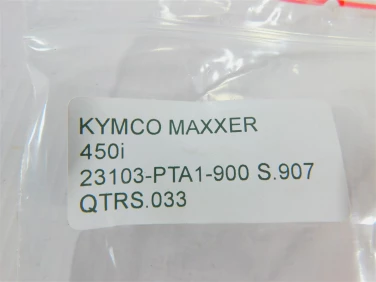 KYMCO MAXXER
450i
23103-PTA1-900 S.907
QTRS.033